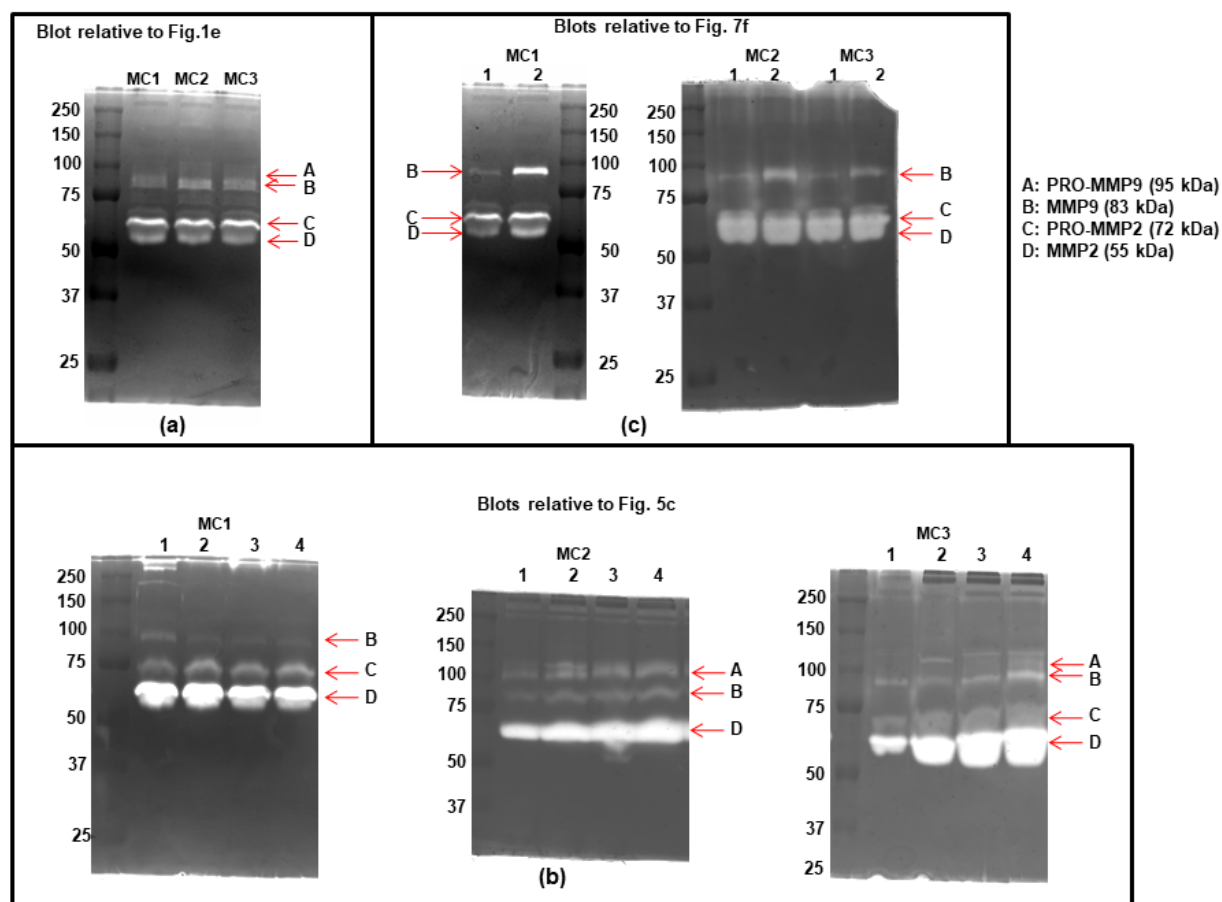 Blot relative to Fig.1e
MC1 MC2 MC3
250
150
100
75
50
37
25
A
B
C
D
(a)
Blots relative to Fig. 7f
MC1
1 2
B
C
D
250
150
100
75
50
37
25
MC2 MC3
1 2 1 2
250
150
100
75
50
37
25
B
C
D
(c)
A: PRO-MMP9 (95 kDa)
B: MMP9 (83 kDa)
C: PRO-MMP2 (72 kDa)
D: MMP2 (55 kDa)
Blots relative to Fig. 5c
MC1
1 2 3 4
250
150
100
75
50
37
25
B
C
D
MC2
1 2 3 4
250
150
100
75
50
37
A
B
D
MC3
1 2 3 4
250
150
100
75
50
37
25
A
B
C
D
(b)